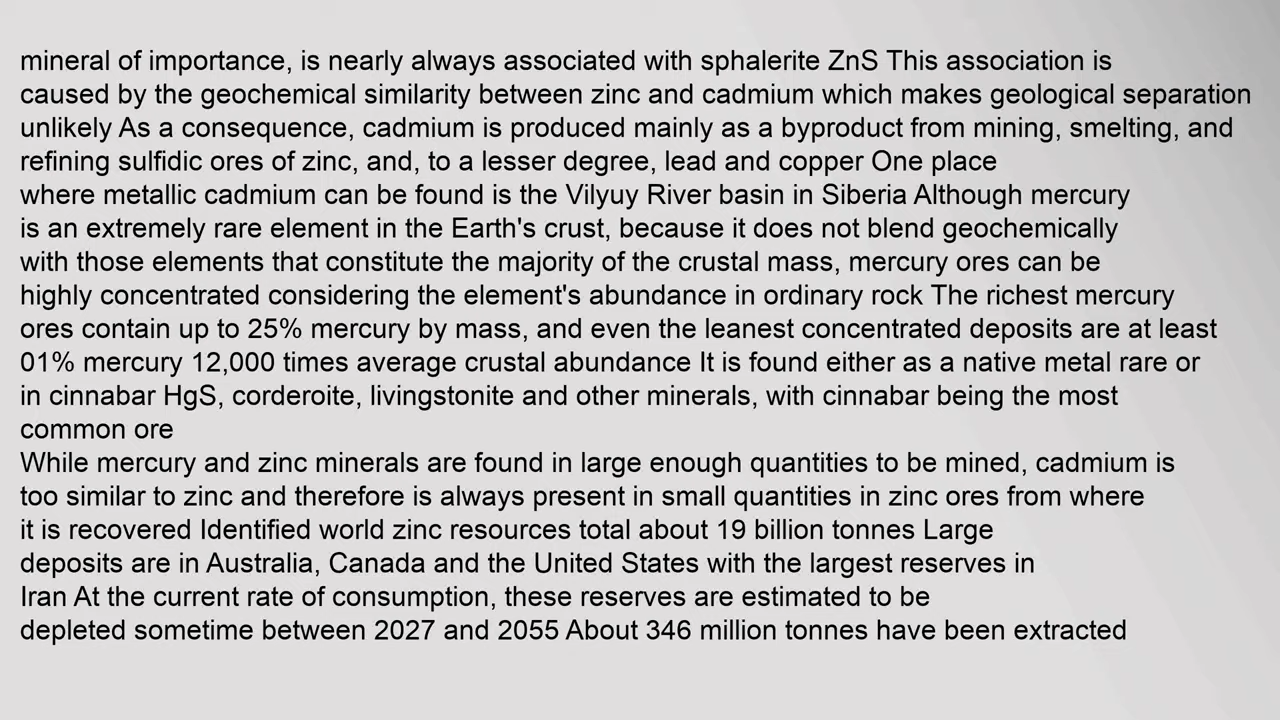 mineral of importance, is nearly always associated with sphalerite ZnS This association is
caused by the geochemical similarity between zinc and cadmium which makes geological separation
unlikely As a consequence, cadmium is produced mainly as a byproduct from mining, smelting, and
refining sulfidic ores of zinc, and, to a lesser degree, lead and copper One place
where metallic cadmium can be found is the Vilyuy River basin in Siberia Although mercury
is an extremely rare element in the Earth's crust, because it does not blend geochemically
with those elements that constitute the majority of the crustal mass, mercury ores can be
highly concentrated considering the element's abundance in ordinary rock The richest mercury
ores contain up to 25% mercury by mass, and even the leanest concentrated deposits are at least
01% mercury 12,000 times average crustal abundance It is found either as a native metal rare or
in cinnabar HgS, corderoite, livingstonite and other minerals, with cinnabar being the most
common ore
While mercury and zinc minerals are found in large enough quantities to be mined, cadmium is
too similar to zinc and therefore is always present in small quantities in zinc ores from where
it is recovered Identified world zinc resources total about 19 billion tonnes Large
deposits are in Australia, Canada and the United States with the largest reserves in
Iran At the current rate of consumption, these reserves are estimated to be
depleted sometime between 2027 and 2055 About 346 million tonnes have been extracted